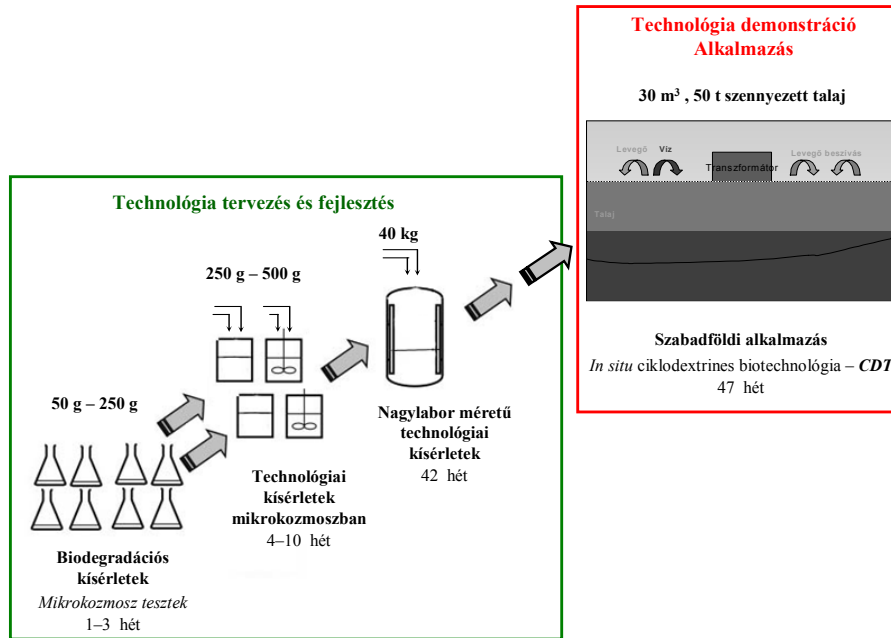 Technológia demonstráció
Alkalmazás
30 m³ , 50 t szennyezett talaj
Levegő
Víz
Transzformátor
Levegő beszívás
Talaj
Szabadföldi alkalmazás
In situ ciklodextrines biotechnológia – CDT
47 hét
Technológia tervezés és fejlesztés
40 kg
250 g – 500 g
50 g – 250 g
Nagylabor méretű
technológiai
kísérletek
42 hét
Technológiai
kísérletek
mikrokozmoszban
4–10 hét
Biodegradációs
kísérletek
Mikrokozmosz tesztek
1–3 hét